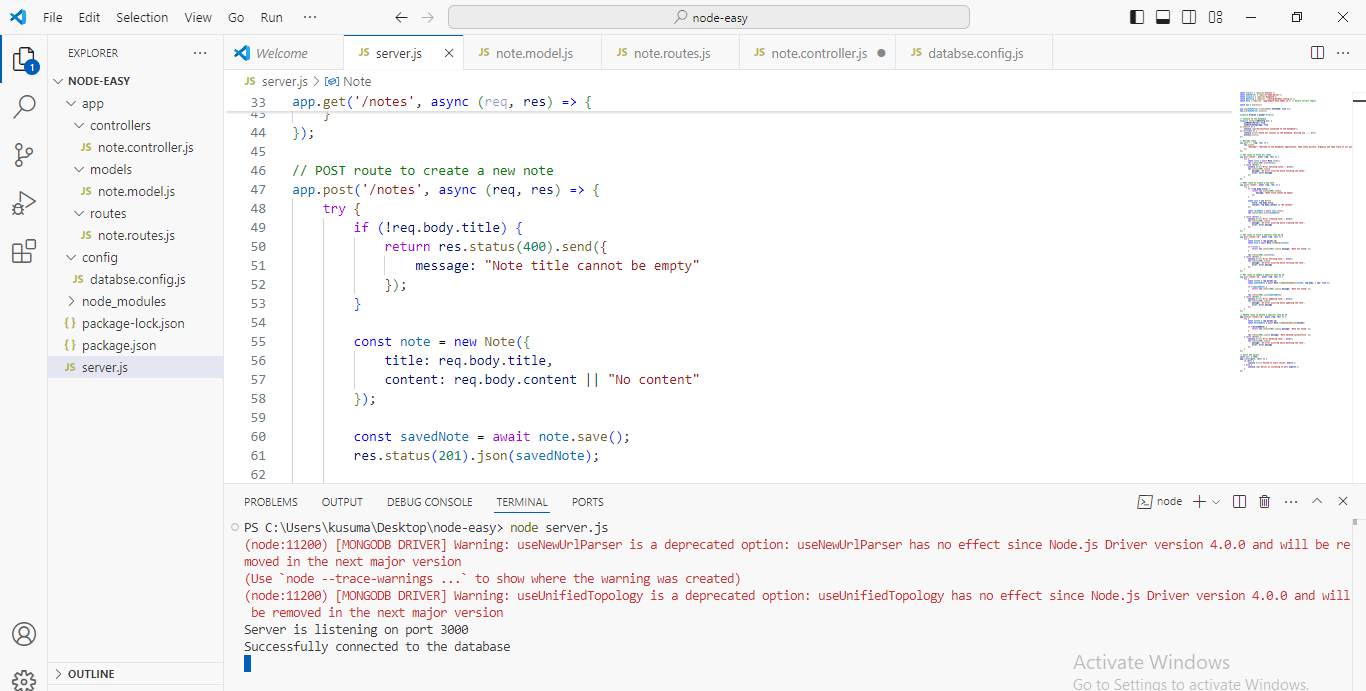 File Edit Selection View Go Run ··· node-easy
EXPLORER ···
NODE-EASY
app
controllers
JS note.controller.js
models
JS note.model.js
routes
JS note.routes.js
config
JS databse.config.js
node_modules
{} package-lock.json
{} package.json
JS server.js
OUTLINE
1
Welcome JS server.js JS note.model.js JS note.routes.js JS note.controller.js JS databse.config.js ···
JS server.js > Note
33 app.get('/notes', async (req, res) => {
43 }
44 });
45
46 // POST route to create a new note
47 app.post('/notes', async (req, res) => {
48 try {
49 if (!req.body.title) {
50 return res.status(400).send({
51 message: "Note title cannot be empty"
52 });
53 }
54
55 const note = new Note({
56 title: req.body.title,
57 content: req.body.content || "No content"
58 });
59
60 const savedNote = await note.save();
61 res.status(201).json(savedNote);
62
PROBLEMS OUTPUT DEBUG CONSOLE TERMINAL PORTS node ···
PS C:\Users\kusuma\Desktop\node-easy> node server.js
(node:11200) [MONGODB DRIVER] Warning: useNewUrlParser is a deprecated option: useNewUrlParser has no effect since Node.js Driver version 4.0.0 and will be re
moved in the next major version
(Use `node --trace-warnings ...` to show where the warning was created)
(node:11200) [MONGODB DRIVER] Warning: useUnifiedTopology is a deprecated option: useUnifiedTopology has no effect since Node.js Driver version 4.0.0 and will
be removed in the next major version
Server is listening on port 3000
Successfully connected to the database
Activate Windows
Go to Settings to activate Windows.